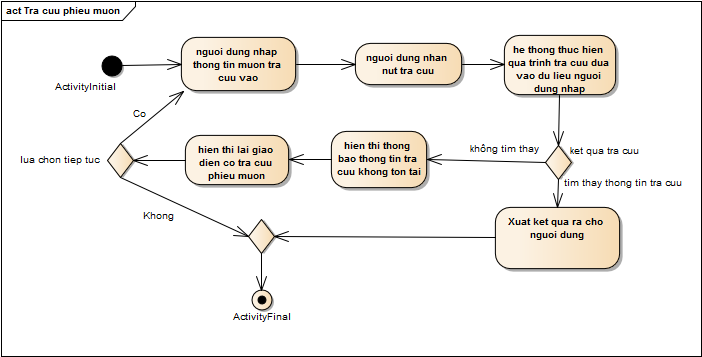 act Tra cuu phieu muon
ActivityInitial
nguoi dung nhap
thong tin muon tra
cuu vao
nguoi dung nhan
nut tra cuu
he thong thuc hien
qua trinh tra cuu dua
vao du lieu nguoi
dung nhap
Co
lua chon tiep tuc
hien thi lai giao
dien co tra cuu
phieu muon
hien thi thong
bao thong tin tra
cuu khong ton tai
không tim thay
ket qua tra cuu
tim thay thong tin tra cuu
Khong
Xuat ket qua ra cho
nguoi dung
ActivityFinal